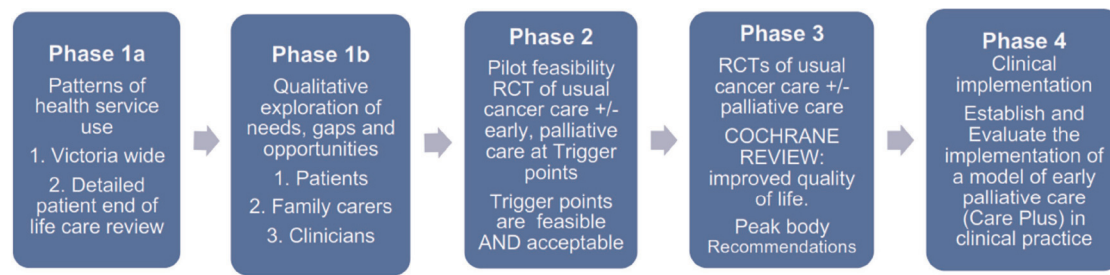 Phase 1a
Patterns of
health service
use
1. Victoria wide
2. Detailed
patient end of
life care review
Phase 1b
Qualitative
exploration of
needs, gaps and
opportunities
1. Patients
2. Family carers
3. Clinicians
Phase 2
Pilot feasibility
RCT of usual
cancer care +/-
early, palliative
care at Trigger
points
Trigger points
are feasible
AND acceptable
Phase 3
RCTs of usual
cancer care +/-
palliative care
COCHRANE
REVIEW:
improved quality
of life.
Peak body
Recommendations
Phase 4
Clinical
implementation
Establish and
Evaluate the
implementation of
a model of early
palliative care
(Care Plus) in
clinical practice